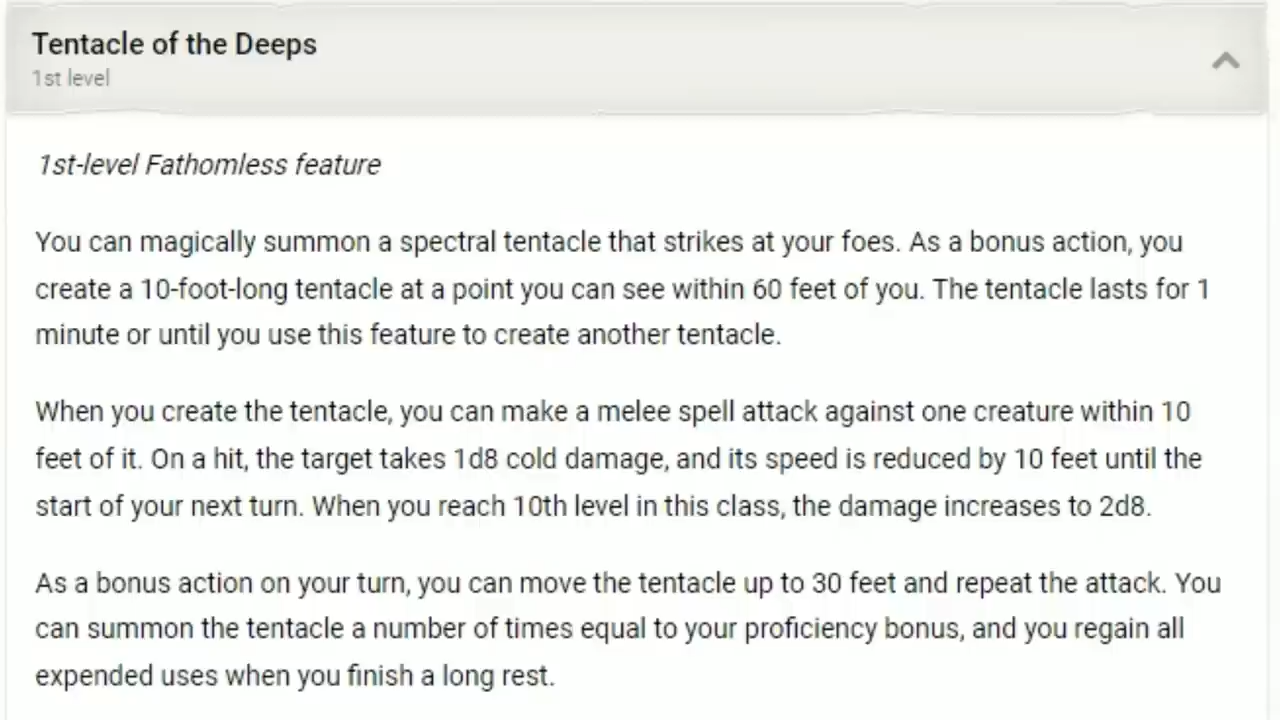 Tentacle of the Deeps
1st level
1st-level Fathomless feature
You can magically summon a spectral tentacle that strikes at your foes. As a bonus action, you
create a 10-foot-long tentacle at a point you can see within 60 feet of you. The tentacle lasts for 1
minute or until you use this feature to create another tentacle.
When you create the tentacle, you can make a melee spell attack against one creature within 10
feet of it. On a hit, the target takes 1d8 cold damage, and its speed is reduced by 10 feet until the
start of your next turn. When you reach 10th level in this class, the damage increases to 2d8.
As a bonus action on your turn, you can move the tentacle up to 30 feet and repeat the attack. You
can summon the tentacle a number of times equal to your proficiency bonus, and you regain all
expended uses when you finish a long rest.